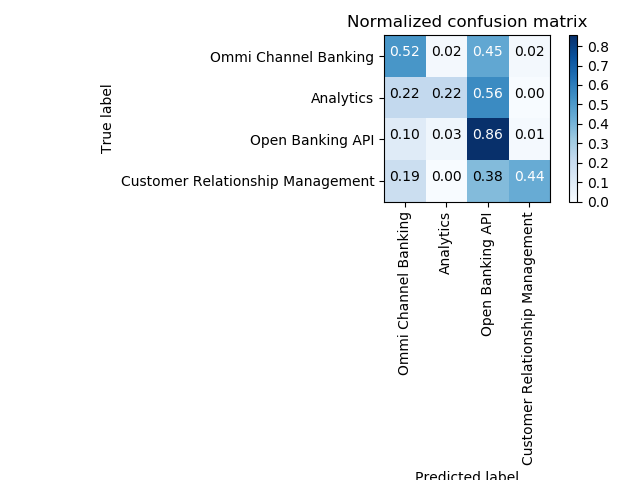 Normalized confusion matrix
True label
Ommi Channel Banking 0.52 0.02 0.45 0.02
Analytics 0.22 0.22 0.56 0.00
Open Banking API 0.10 0.03 0.86 0.01
Customer Relationship Management 0.19 0.00 0.38 0.44
Ommi Channel Banking
Analytics
Open Banking API
Customer Relationship Management
Predicted label
0.8
0.7
0.6
0.5
0.4
0.3
0.2
0.1
0.0